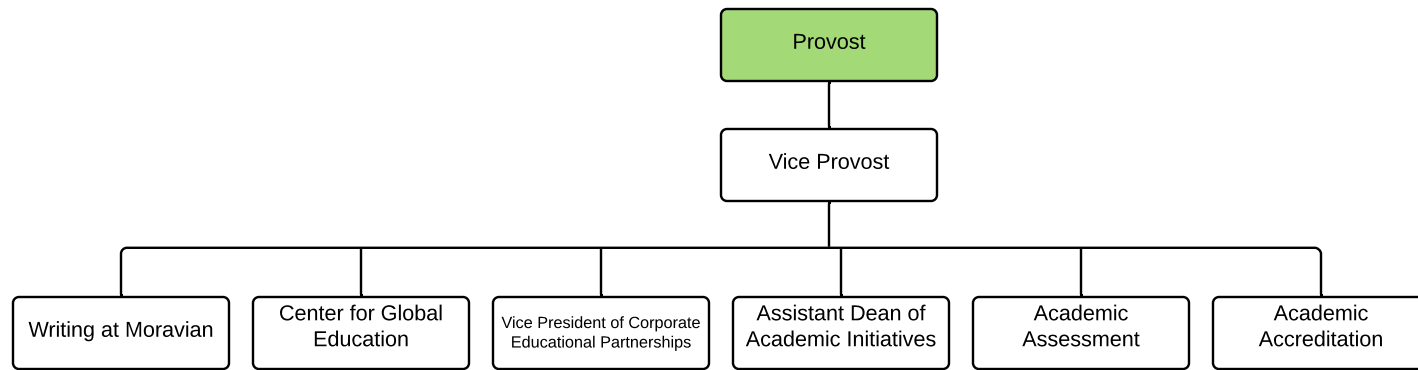 Provost
Vice Provost
Writing at Moravian
Center for Global
Education
Vice President of Corporate
Educational Partnerships
Assistant Dean of
Academic Initiatives
Academic
Assessment
Academic
Accreditation